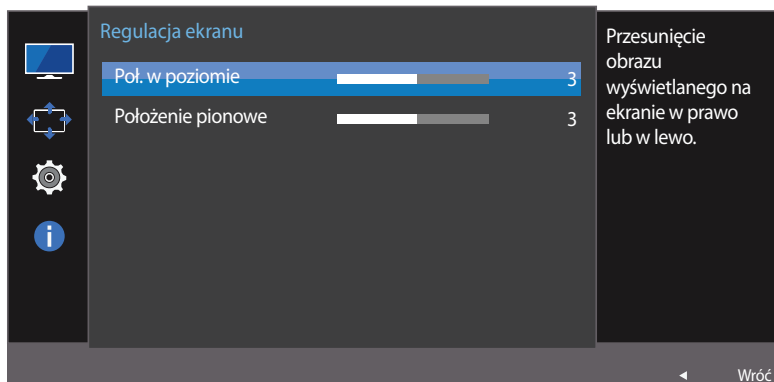 Regulacja ekranu
Poł. w poziomie 3
Położenie pionowe 3
Przesunięcie
obrazu
wyświetlanego na
ekranie w prawo
lub w lewo.
Wróć